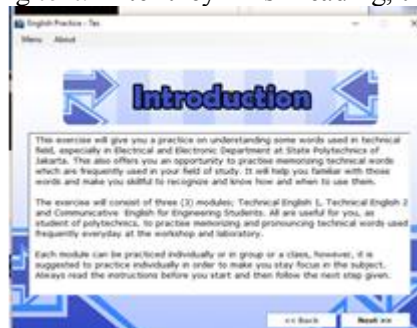 English Practice - Tes
Menu About
Introduction
This exercise will give you a practice on understanding some words used in technical
field, especially in Electrical and Electronic Department at State Polytechnics of
Jakarta. This also offers you an opportunity to practise memorizing technical words
which are frequently used in your field of study. It will help you familiar with those
words and make you skillful to recognize and know how and when to use them.
The exercise will consist of three (3) modules; Technical English 1, Technical English 2
and Communicative English for Engineering Students. All are useful for you, as
student of polytechnics, to practise memorizing and pronouncing technical words used
frequently everyday at the workshop and laboratory.
Each module can be practiced individually or in group or a class, however, it is
suggested to practice individually in order to make you stay focus in the subject.
Always read the instructions before you start and then follow the next step given.
<< Back Next >>